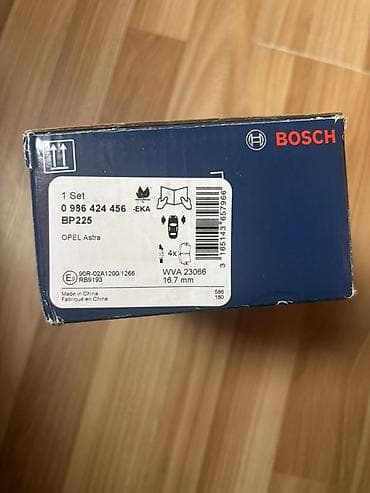 BOSCH
1 Set
0 986 424 456 -EKA
BP225
OPEL Astra
4x
90R-02A1200/1266
RB9193
WVA 23066
16,7 mm
Made in China
Fabriqué en Chine
586
180
3 165143 657966